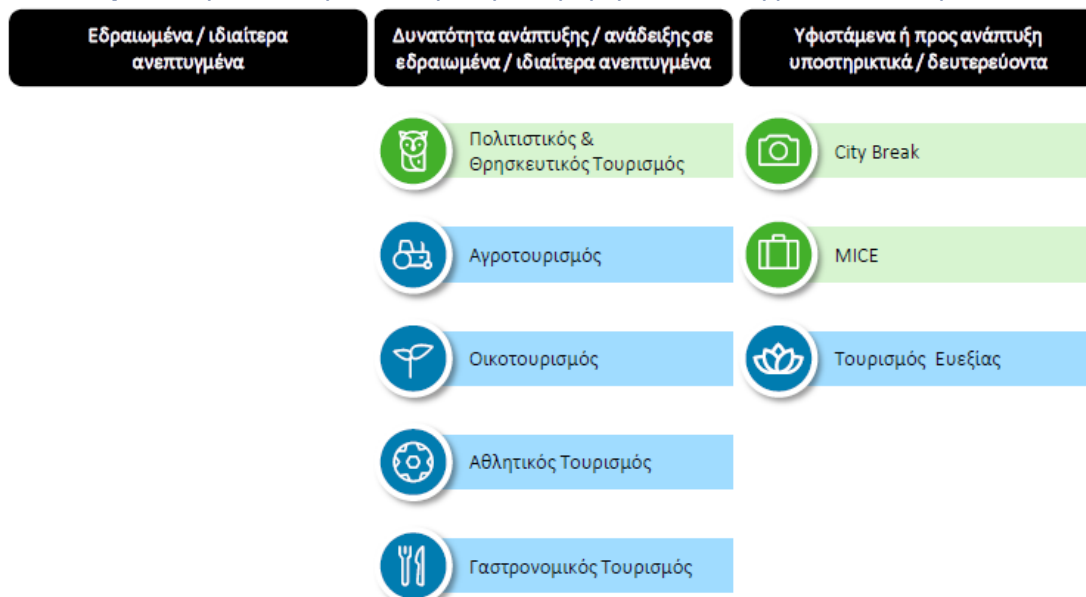 Εδραιωμένα / ιδιαίτερα
ανεπτυγμένα
Δυνατότητα ανάπτυξης / ανάδειξης σε
εδραιωμένα / ιδιαίτερα ανεπτυγμένα
Υφιστάμενα ή προς ανάπτυξη
υποστηρικτικά / δευτερεύοντα
Πολιτιστικός &
Θρησκευτικός Τουρισμός
City Break
Αγροτουρισμός
MICE
Οικοτουρισμός
Τουρισμός Ευεξίας
Αθλητικός Τουρισμός
Γαστρονομικός Τουρισμός